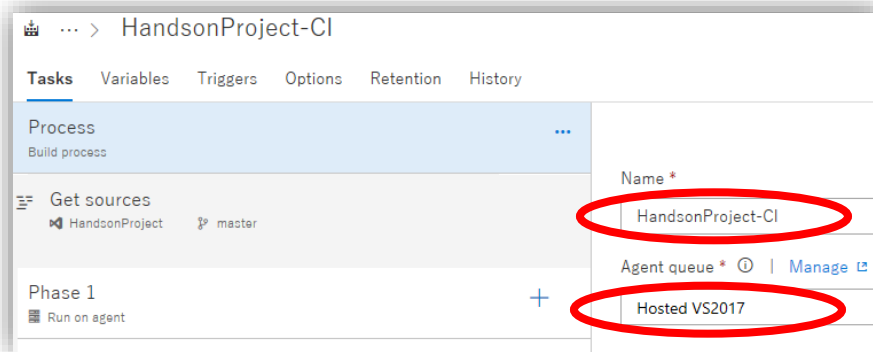 ... > HandsonProject-CI
Tasks Variables Triggers Options Retention History
Process
...
Build process
Get sources
HandsonProject master
Phase 1
+
Run on agent
Name *
HandsonProject-CI
Agent queue * | Manage
Hosted VS2017